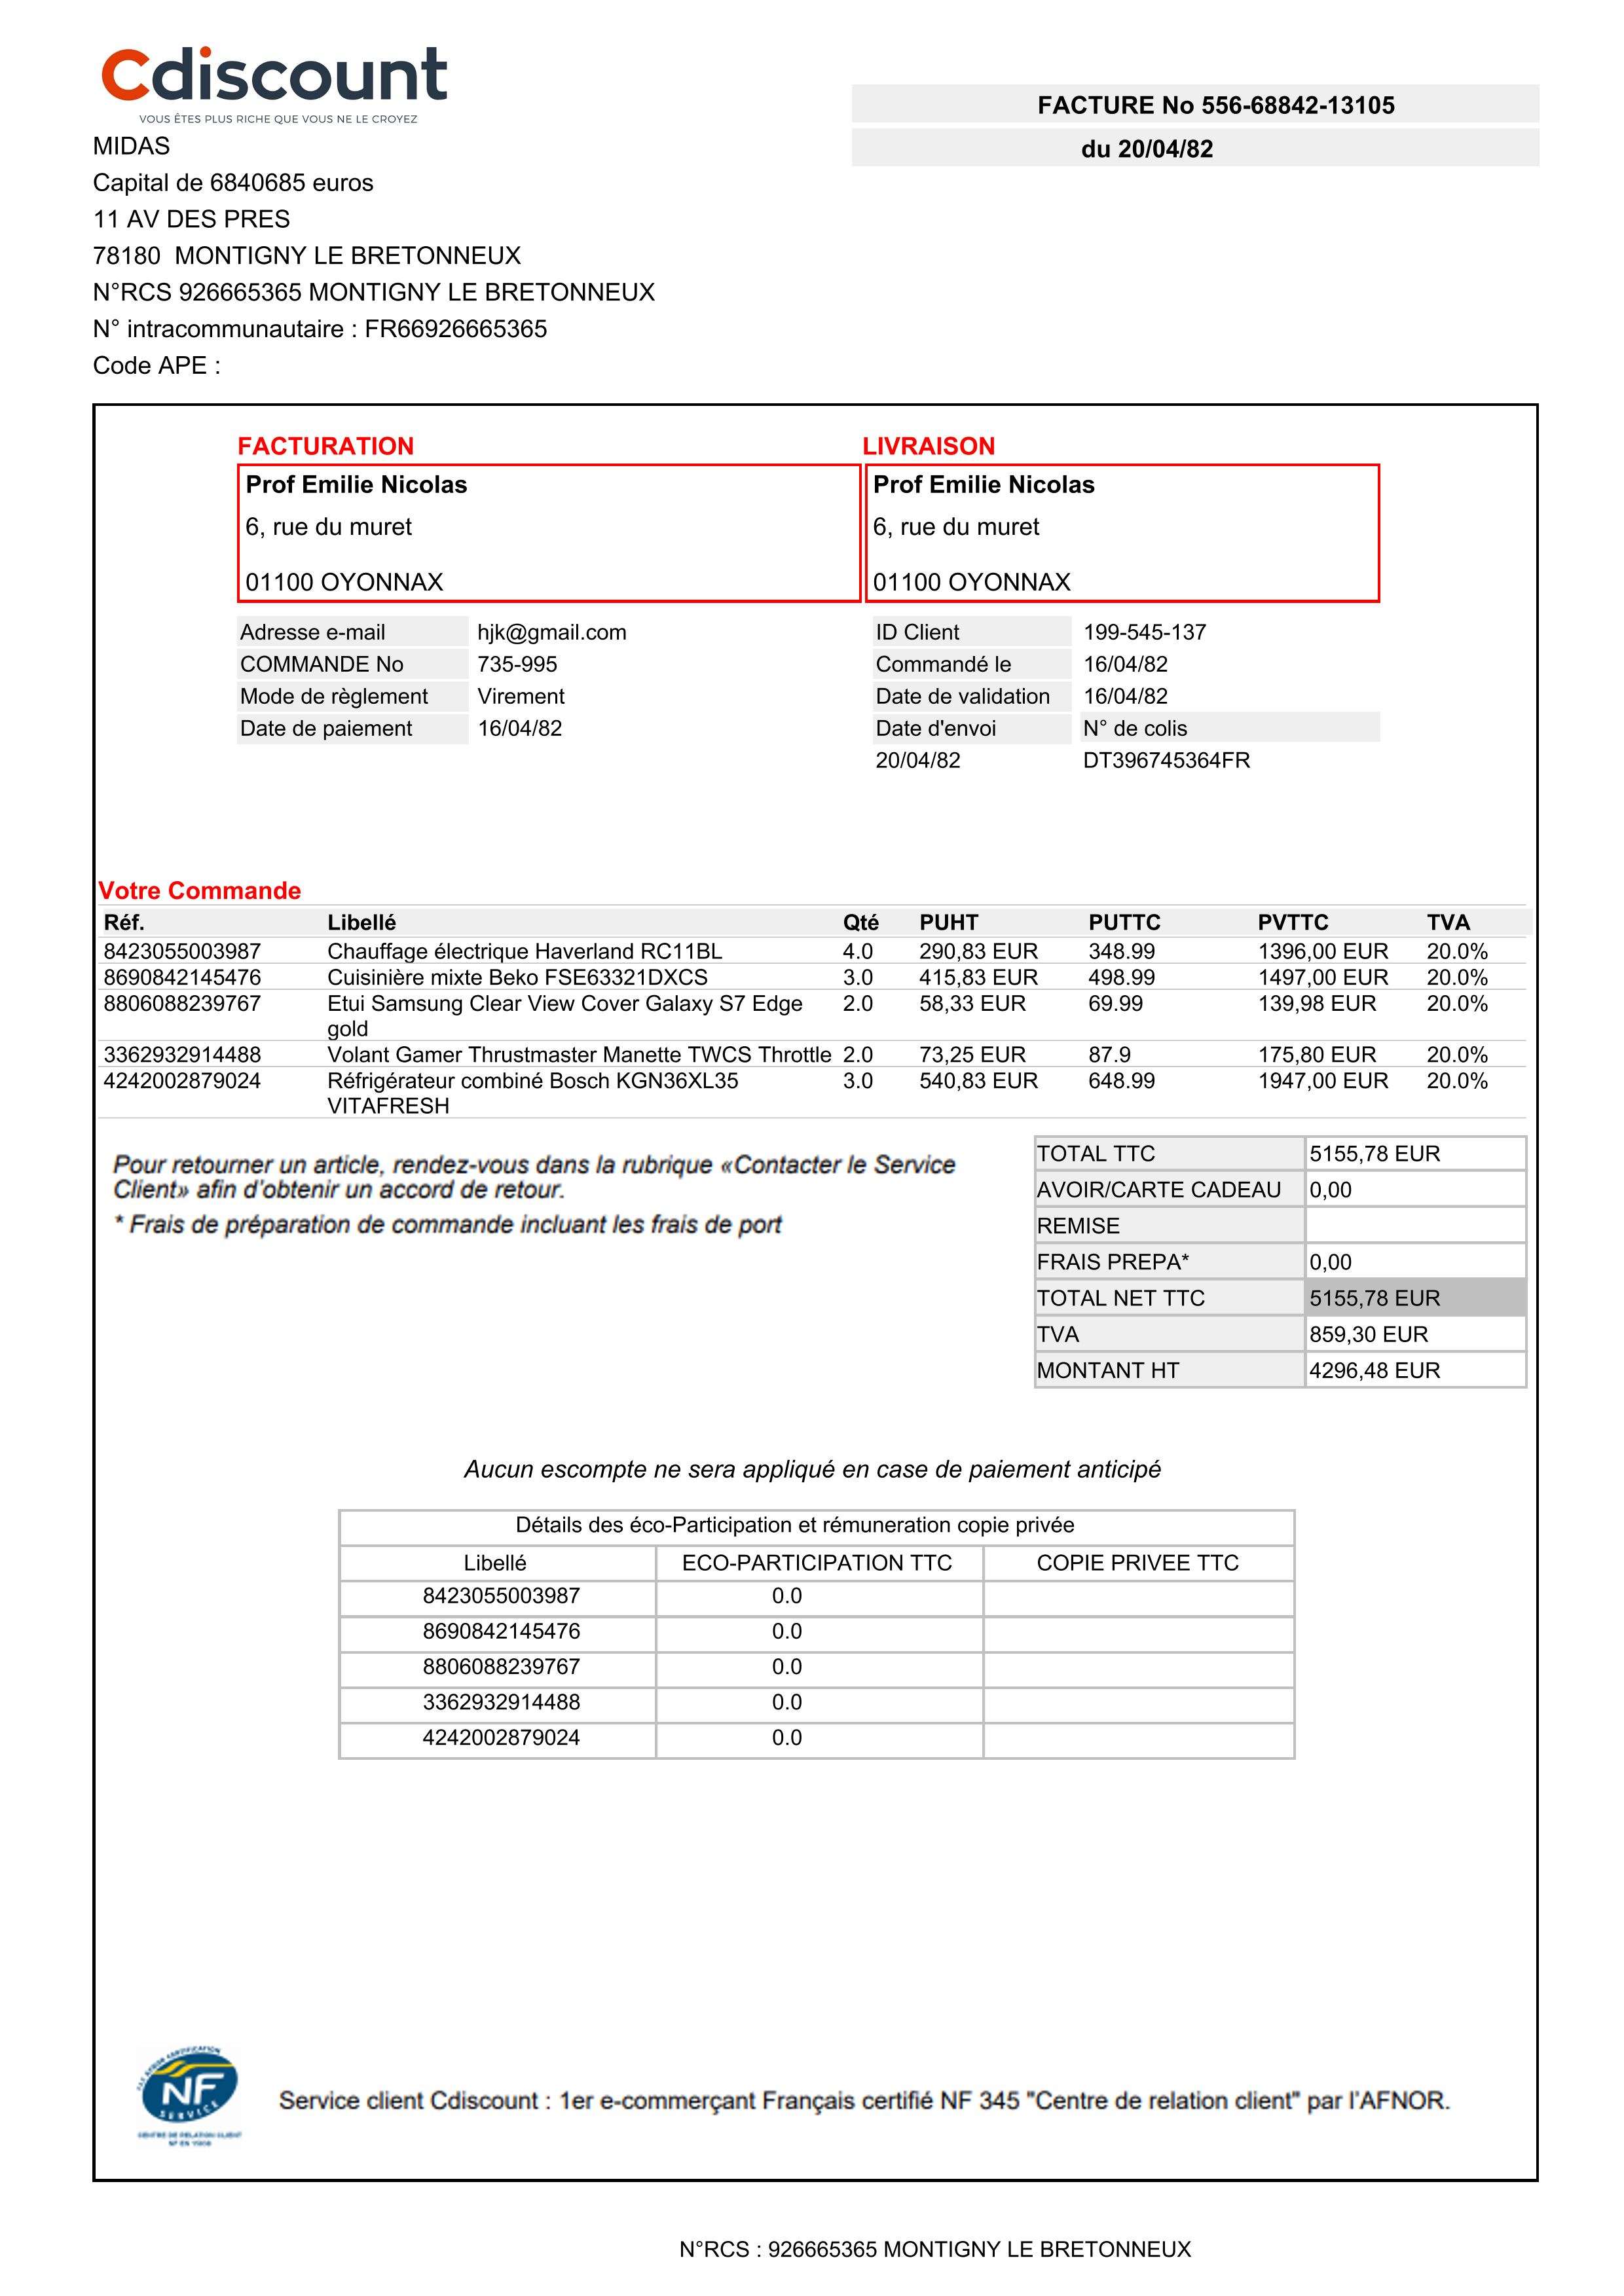 Cdiscount
VOUS ÊTES PLUS RICHE QUE VOUS NE LE CROYEZ
FACTURE No 556-68842-13105
du 20/04/82
MIDAS
Capital de 6840685 euros
11 AV DES PRES
78180  MONTIGNY LE BRETONNEUX
N°RCS 926665365 MONTIGNY LE BRETONNEUX
N° intracommunautaire : FR66926665365
Code APE :
FACTURATION
Prof Emilie Nicolas
6, rue du muret
01100 OYONNAX
LIVRAISON
Prof Emilie Nicolas
6, rue du muret
01100 OYONNAX
Adresse e-mail hjk@gmail.com
COMMANDE No 735-995
Mode de règlement Virement
Date de paiement 16/04/82
ID Client 199-545-137
Commandé le 16/04/82
Date de validation 16/04/82
Date d'envoi N° de colis
20/04/82 DT396745364FR
Votre Commande
Réf. Libellé Qté PUHT PUTTC PVTTC TVA
8423055003987 Chauffage électrique Haverland RC11BL 4.0 290,83 EUR 348.99 1396,00 EUR 20.0%
8690842145476 Cuisinière mixte Beko FSE63321DXCS 3.0 415,83 EUR 498.99 1497,00 EUR 20.0%
8806088239767 Etui Samsung Clear View Cover Galaxy S7 Edge 2.0 58,33 EUR 69.99 139,98 EUR 20.0%
gold
3362932914488 Volant Gamer Thrustmaster Manette TWCS Throttle 2.0 73,25 EUR 87.9 175,80 EUR 20.0%
4242002879024 Réfrigérateur combiné Bosch KGN36XL35 3.0 540,83 EUR 648.99 1947,00 EUR 20.0%
VITAFRESH
Pour retourner un article, rendez-vous dans la rubrique «Contacter le Service
Client» afin d'obtenir un accord de retour.
* Frais de préparation de commande incluant les frais de port
TOTAL TTC 5155,78 EUR
AVOIR/CARTE CADEAU 0,00
REMISE
FRAIS PREPA* 0,00
TOTAL NET TTC 5155,78 EUR
TVA 859,30 EUR
MONTANT HT 4296,48 EUR
Aucun escompte ne sera appliqué en case de paiement anticipé
Détails des éco-Participation et rémuneration copie privée
Libellé ECO-PARTICIPATION TTC COPIE PRIVEE TTC
8423055003987 0.0
8690842145476 0.0
8806088239767 0.0
3362932914488 0.0
4242002879024 0.0
NF
SERVICE
CENTRE DE RELATION CLIENT
Service client Cdiscount : 1er e-commerçant Français certifié NF 345 "Centre de relation client" par l'AFNOR.
N°RCS : 926665365 MONTIGNY LE BRETONNEUX